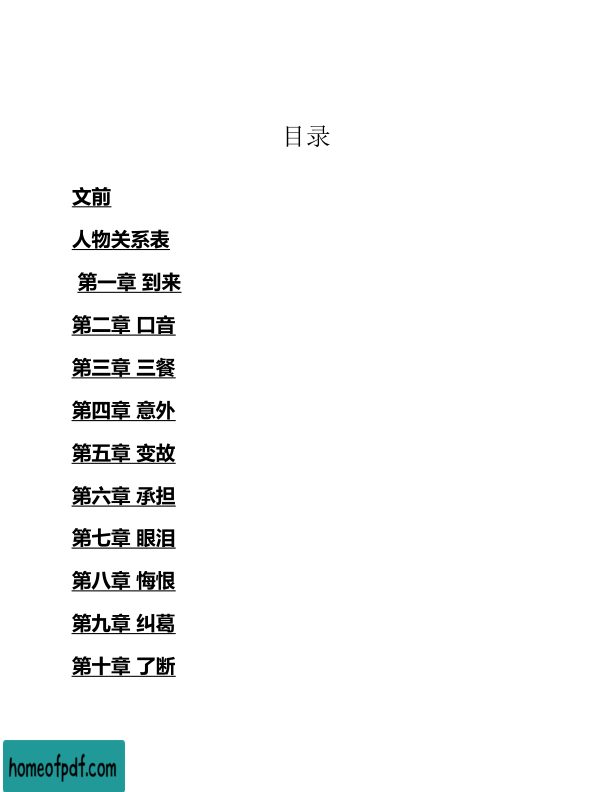 目录
文前
人物关系表
第一章 到来
第二章 口音
第三章 三餐
第四章 意外
第五章 变故
第六章 承担
第七章 眼泪
第八章 悔恨
第九章 纠葛
第十章 了断
homeofpdf.com